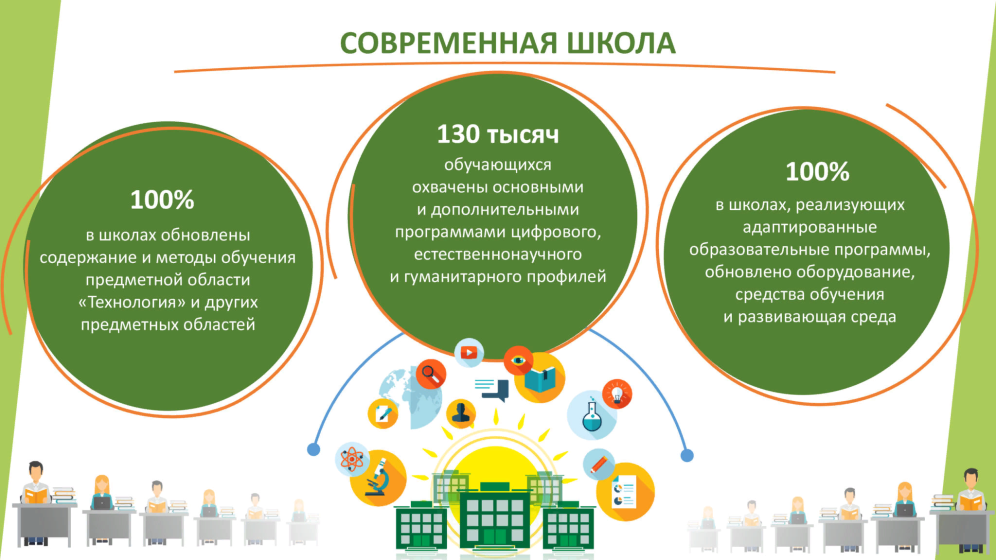 СОВРЕМЕННАЯ ШКОЛА
100%
в школах обновлены
содержание и методы обучения
предметной области
«Технология» и других
предметных областей
130 тысяч
обучающихся
охвачены основными
и дополнительными
программами цифрового,
естественнонаучного
и гуманитарного профилей
100%
в школах, реализующих
адаптированные
образовательные программы,
обновлено оборудование,
средства обучения
и развивающая среда